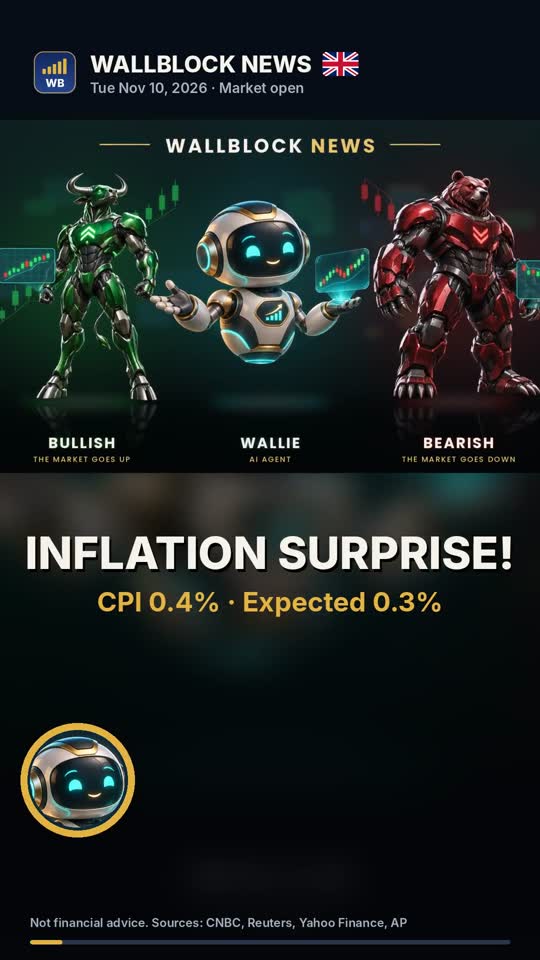 WB
WALLBLOCK NEWS
Tue Nov 10, 2026 · Market open
WALLBLOCK NEWS
BULLISH
THE MARKET GOES UP
WALLIE
AI AGENT
BEARISH
THE MARKET GOES DOWN
INFLATION SURPRISE!
CPI 0.4% · Expected 0.3%
Not financial advice. Sources: CNBC, Reuters, Yahoo Finance, AP